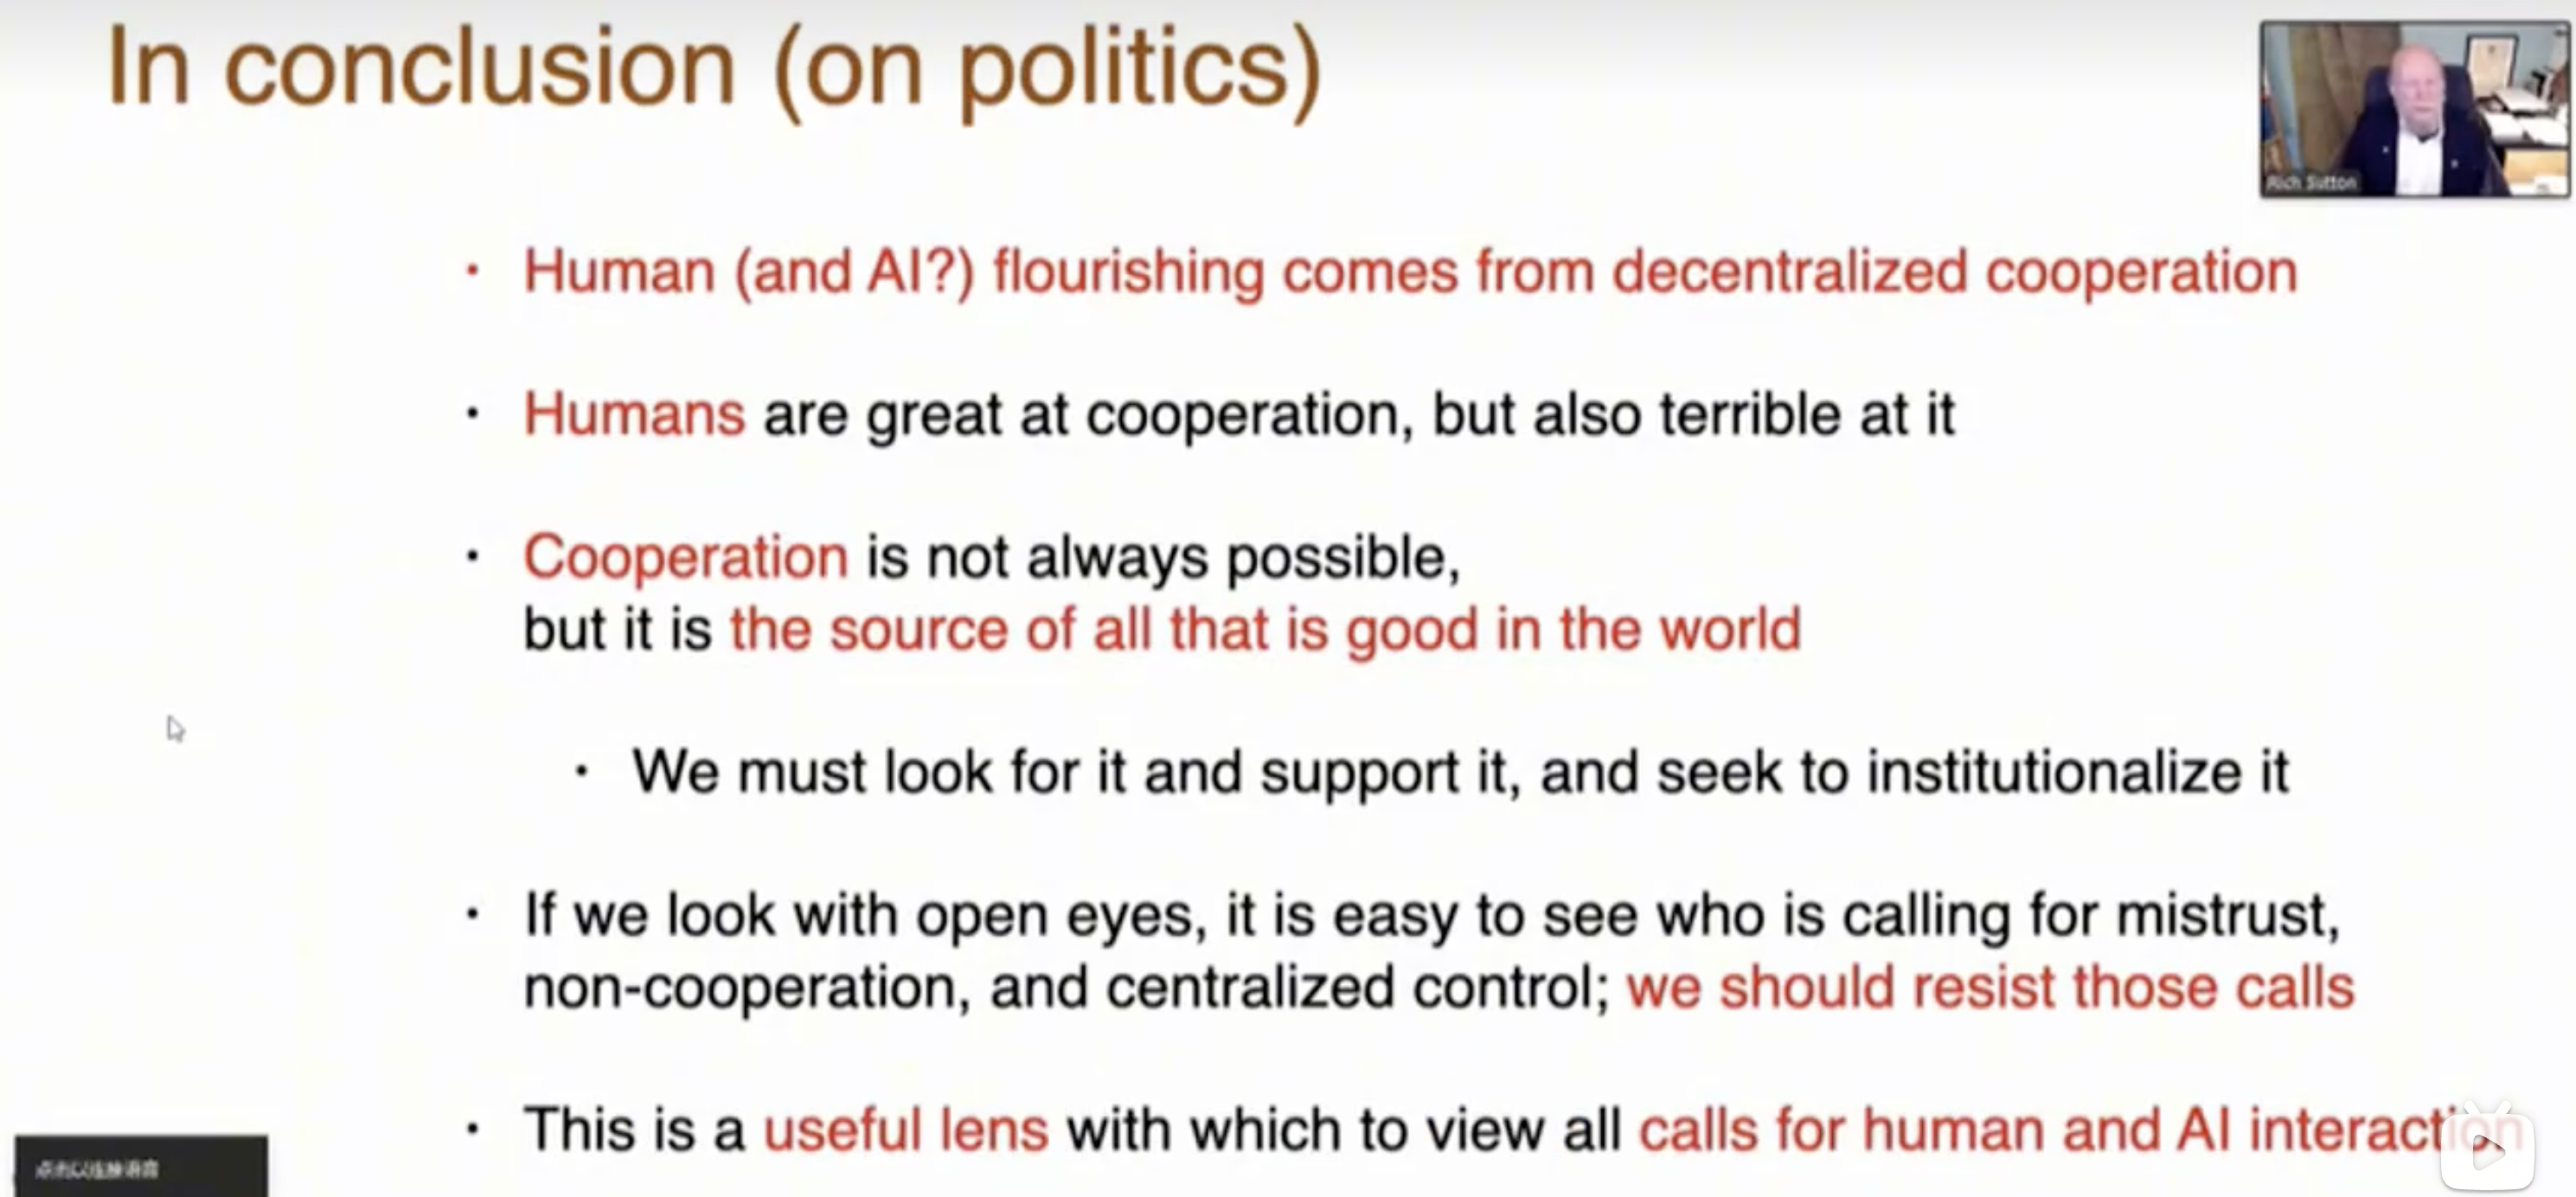 In conclusion (on politics)
Rich Sutton
• Human (and AI?) flourishing comes from decentralized cooperation
• Humans are great at cooperation, but also terrible at it
• Cooperation is not always possible,
but it is the source of all that is good in the world
• We must look for it and support it, and seek to institutionalize it
• If we look with open eyes, it is easy to see who is calling for mistrust,
non-cooperation, and centralized control; we should resist those calls
• This is a useful lens with which to view all calls for human and AI interaction